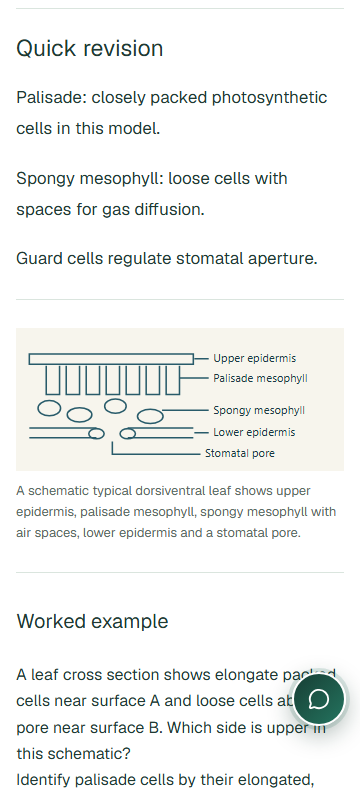 Quick revision
Palisade: closely packed photosynthetic
cells in this model.
Spongy mesophyll: loose cells with
spaces for gas diffusion.
Guard cells regulate stomatal aperture.
Upper epidermis
Palisade mesophyll
Spongy mesophyll
Lower epidermis
Stomatal pore
A schematic typical dorsiventral leaf shows upper
epidermis, palisade mesophyll, spongy mesophyll with
air spaces, lower epidermis and a stomatal pore.
Worked example
A leaf cross section shows elongate packed
cells near surface A and loose cells
pore near surface B. Which side is upper in
this schematic?
Identify palisade cells by their elongated,